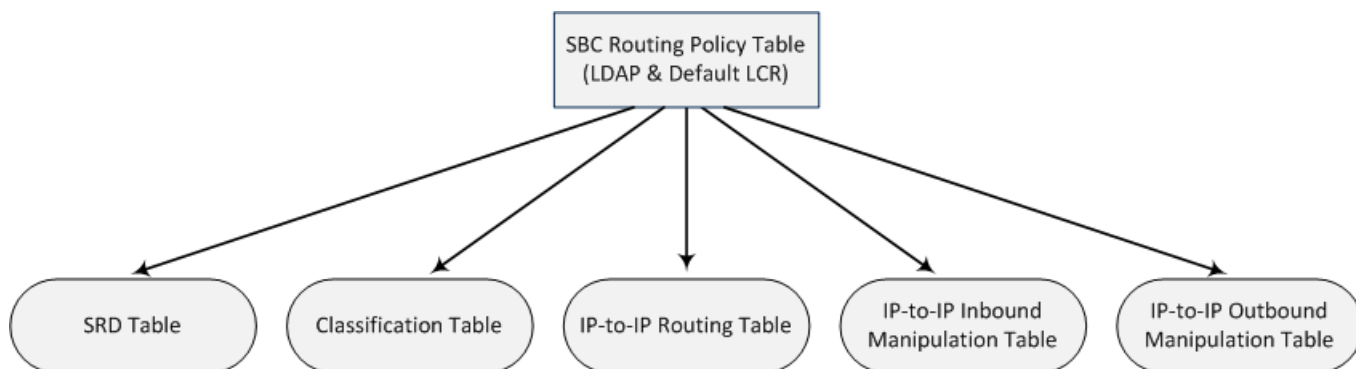 SBC Routing Policy Table
(LDAP & Default LCR)
SRD Table
Classification Table
IP-to-IP Routing Table
IP-to-IP Inbound
Manipulation Table
IP-to-IP Outbound
Manipulation Table